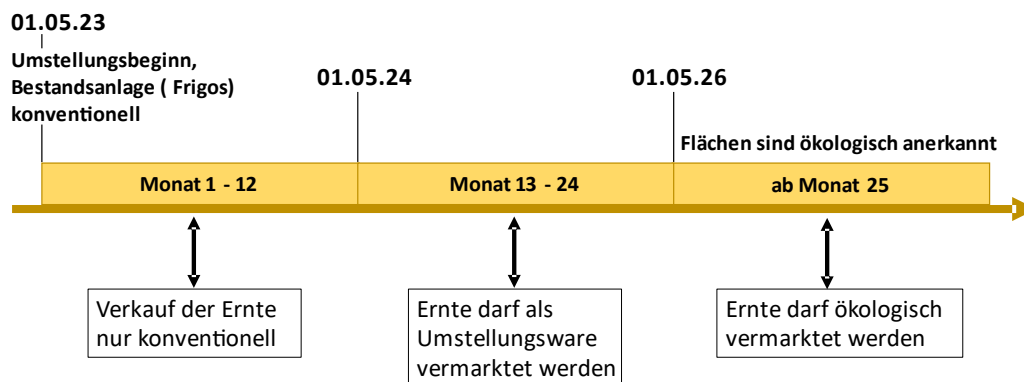 01.05.23
Umstellungsbeginn,
Bestandsanlage ( Frigos)
konventionell
01.05.24
01.05.26
Flächen sind ökologisch anerkannt
Monat 1 - 12
Monat 13 - 24
ab Monat 25
Verkauf der Ernte
nur konventionell
Ernte darf als
Umstellungsware
vermarktet werden
Ernte darf ökologisch
vermarktet werden